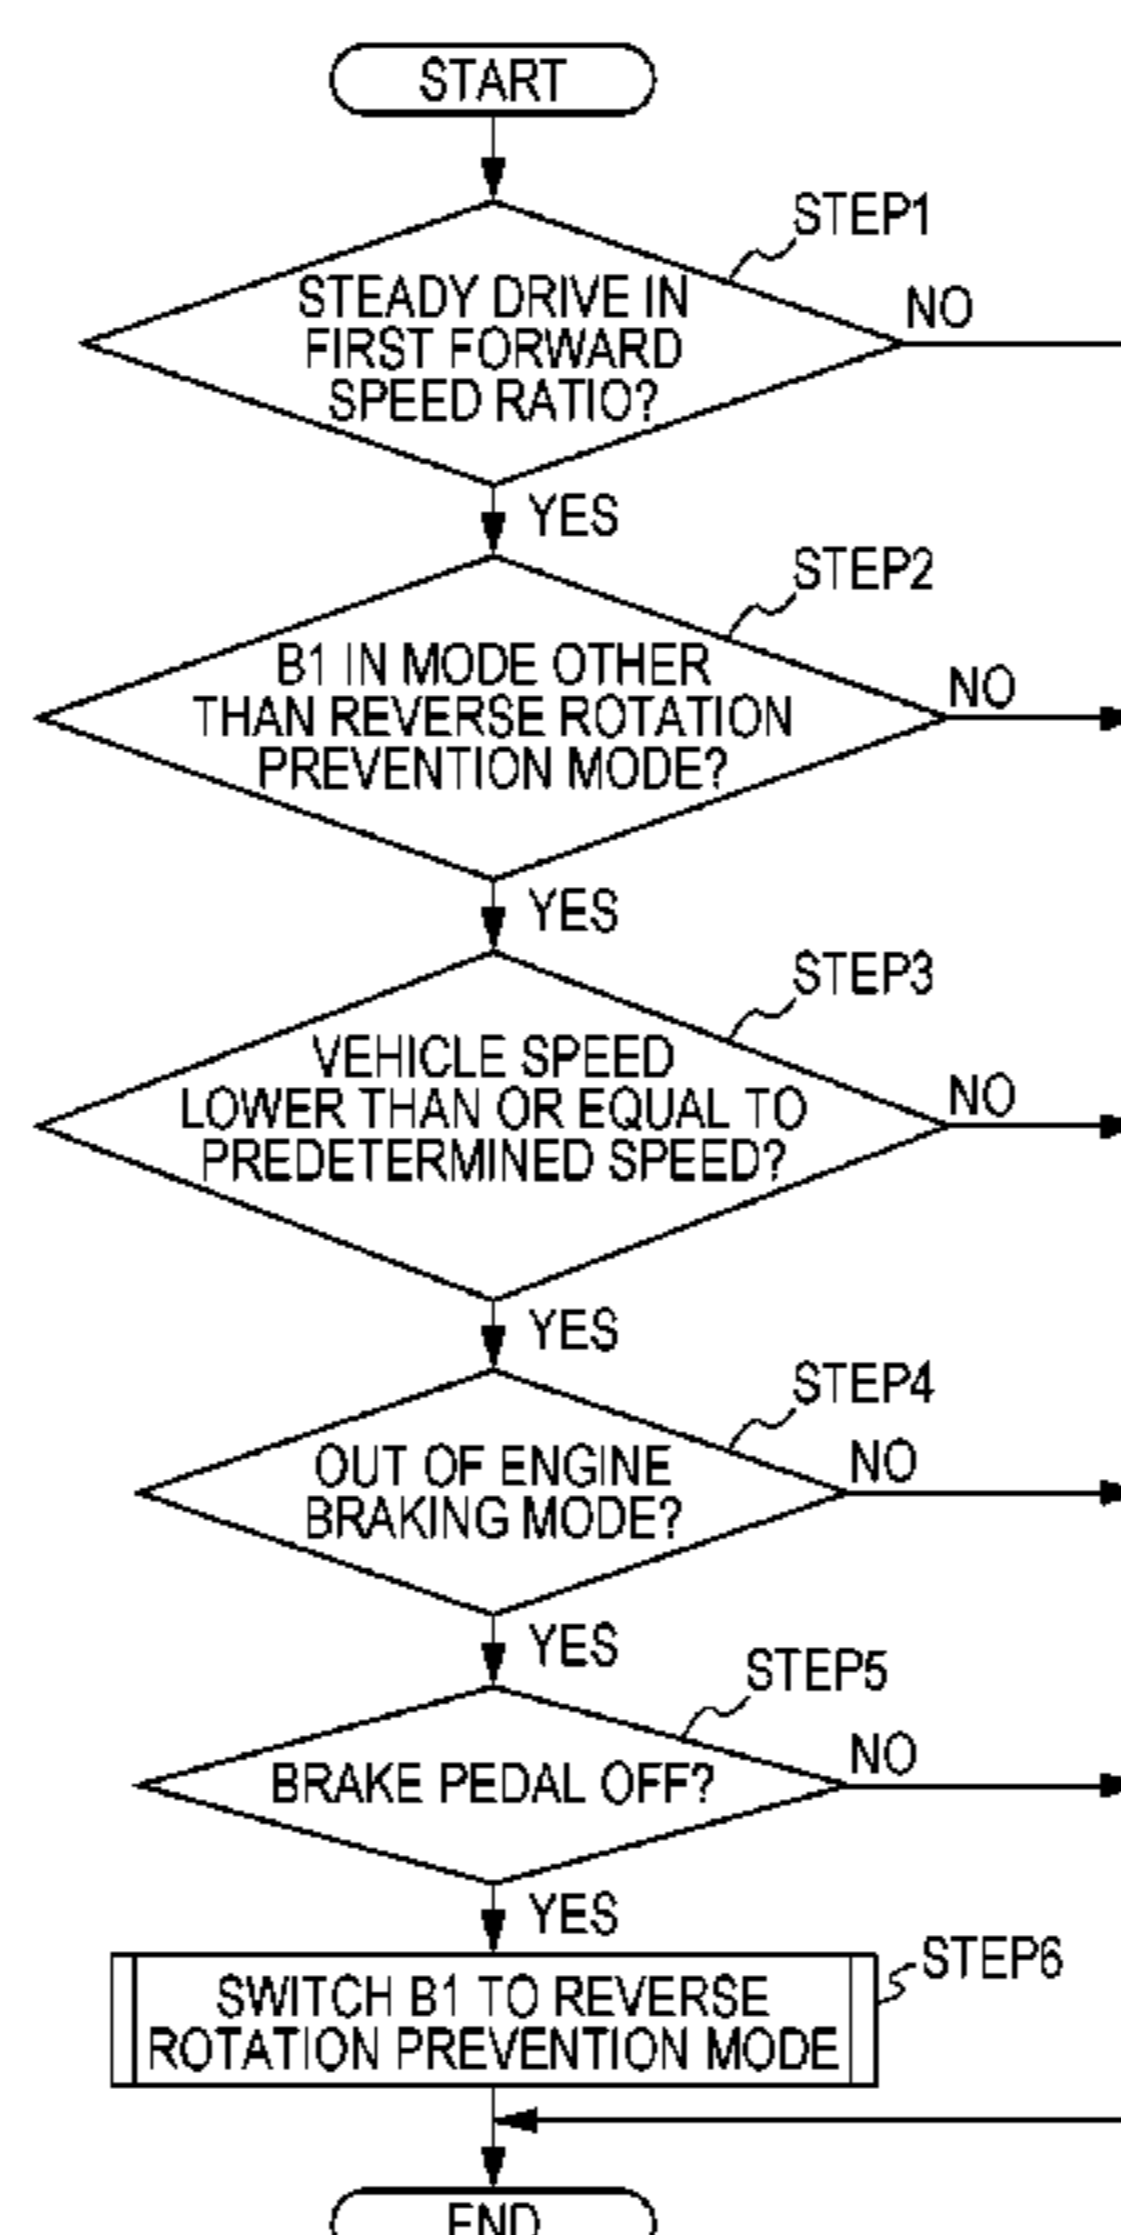 START
STEP1
STEADY DRIVE IN
FIRST FORWARD
SPEED RATIO?
NO
YES
STEP2
B1 IN MODE OTHER
THAN REVERSE ROTATION
PREVENTION MODE?
NO
YES
STEP3
VEHICLE SPEED
LOWER THAN OR EQUAL TO
PREDETERMINED SPEED?
NO
YES
STEP4
OUT OF ENGINE
BRAKING MODE?
NO
YES
STEP5
BRAKE PEDAL OFF?
NO
YES
STEP6
SWITCH B1 TO REVERSE
ROTATION PREVENTION MODE
END